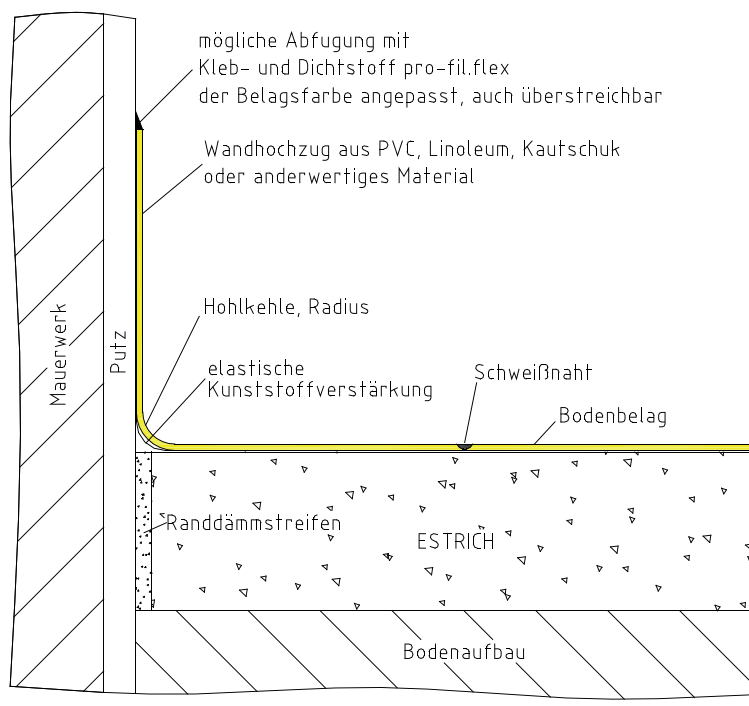 mögliche Abfugung mit
Kleb- und Dichtstoff pro-fil.flex
der Belagsfarbe angepasst, auch überstreichbar
Wandhochzug aus PVC, Linoleum, Kautschuk
oder anderwertiges Material
Hohlkehle, Radius
elastische
Kunststoffverstärkung
Schweißnaht
Bodenbelag
Mauerwerk
Putz
Randdämmstreifen
ESTRICH
Bodenaufbau